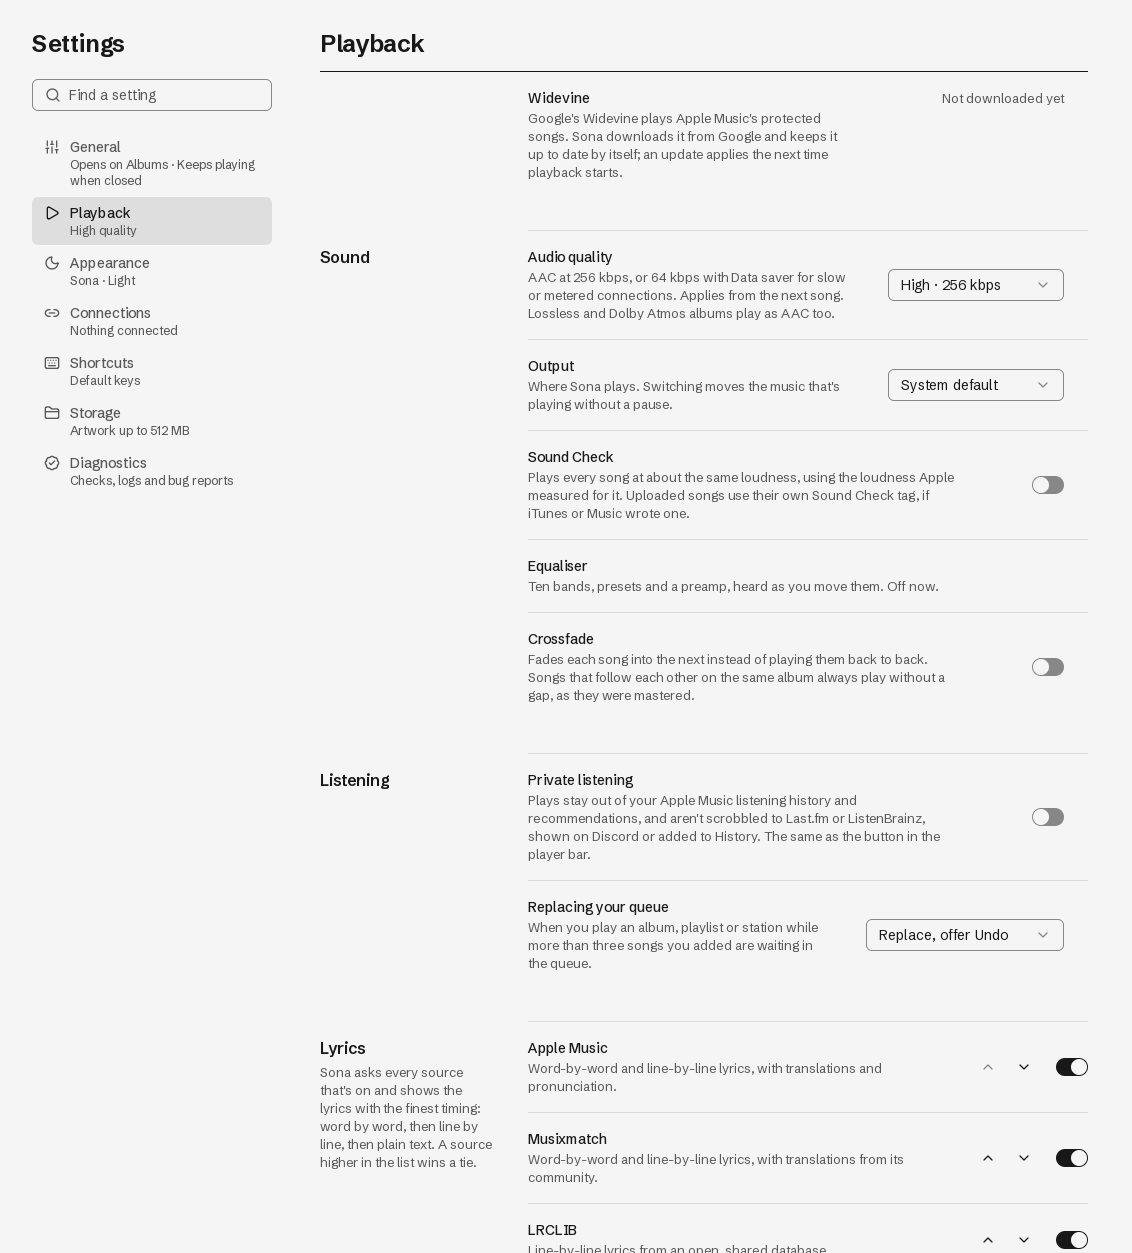 Settings
Find a setting
General
Opens on Albums · Keeps playing
when closed
Playback
High quality
Appearance
Sona · Light
Connections
Nothing connected
Shortcuts
Default keys
Storage
Artwork up to 512 MB
Diagnostics
Checks, logs and bug reports
Playback
Widevine
Not downloaded yet
Google's Widevine plays Apple Music's protected
songs. Sona downloads it from Google and keeps it
up to date by itself; an update applies the next time
playback starts.
Sound
Audio quality
AAC at 256 kbps, or 64 kbps with Data saver for slow
or metered connections. Applies from the next song.
Lossless and Dolby Atmos albums play as AAC too.
High · 256 kbps
Output
Where Sona plays. Switching moves the music that's
playing without a pause.
System default
Sound Check
Plays every song at about the same loudness, using the loudness Apple
measured for it. Uploaded songs use their own Sound Check tag, if
iTunes or Music wrote one.
Equaliser
Ten bands, presets and a preamp, heard as you move them. Off now.
Crossfade
Fades each song into the next instead of playing them back to back.
Songs that follow each other on the same album always play without a
gap, as they were mastered.
Listening
Private listening
Plays stay out of your Apple Music listening history and
recommendations, and aren't scrobbled to Last.fm or ListenBrainz,
shown on Discord or added to History. The same as the button in the
player bar.
Replacing your queue
When you play an album, playlist or station while
more than three songs you added are waiting in
the queue.
Replace, offer Undo
Lyrics
Sona asks every source
that's on and shows the
lyrics with the finest timing:
word by word, then line by
line, then plain text. A source
higher in the list wins a tie.
Apple Music
Word-by-word and line-by-line lyrics, with translations and
pronunciation.
Musixmatch
Word-by-word and line-by-line lyrics, with translations from its
community.
LRCLIB
Line-by-line lyrics from an open, shared database.